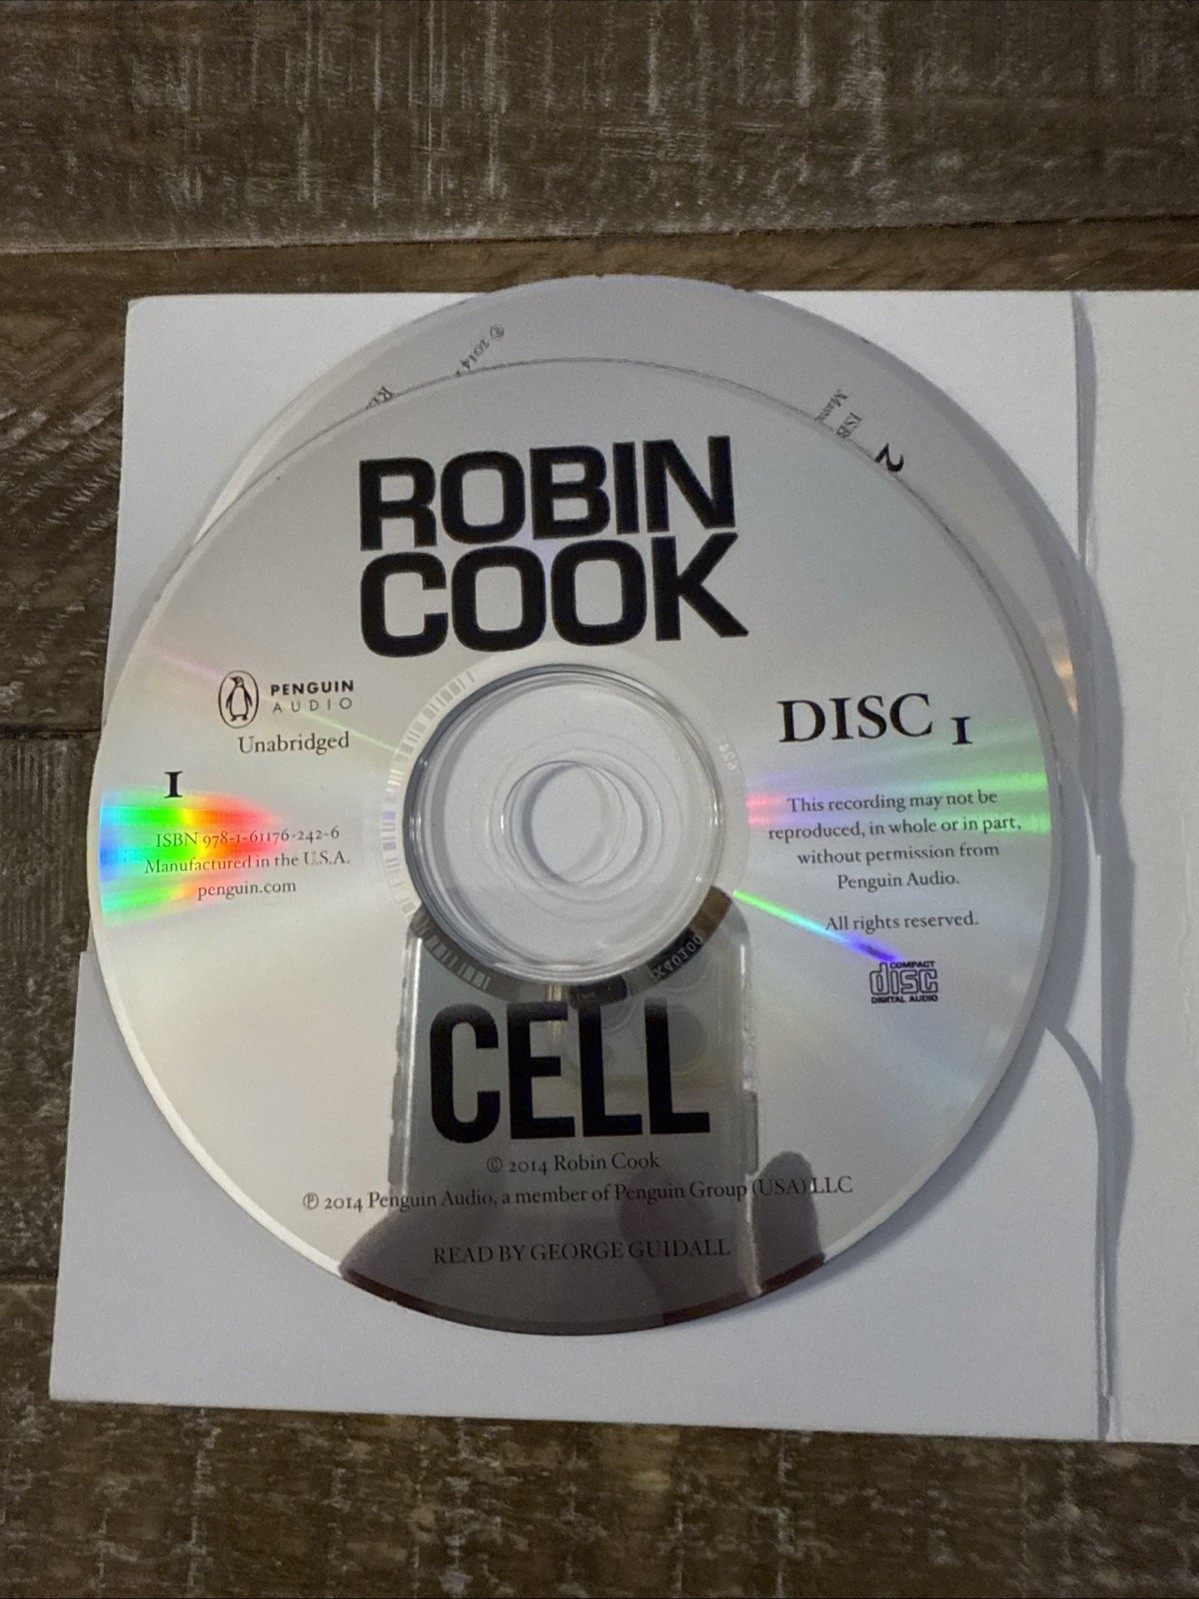 © 2014
2
ROBIN
COOK
PENGUIN
AUDIO
Unabridged
1
ISBN 978-1-61176-242-6
Manufactured in the U.S.A.
penguin.com
DISC 1
This recording may not be
reproduced, in whole or in part,
without permission from
Penguin Audio.
All rights reserved.
COMPACT
disc
DIGITAL AUDIO
CELL
© 2014 Robin Cook
℗ 2014 Penguin Audio, a member of Penguin Group (USA) LLC
READ BY GEORGE GUIDALL